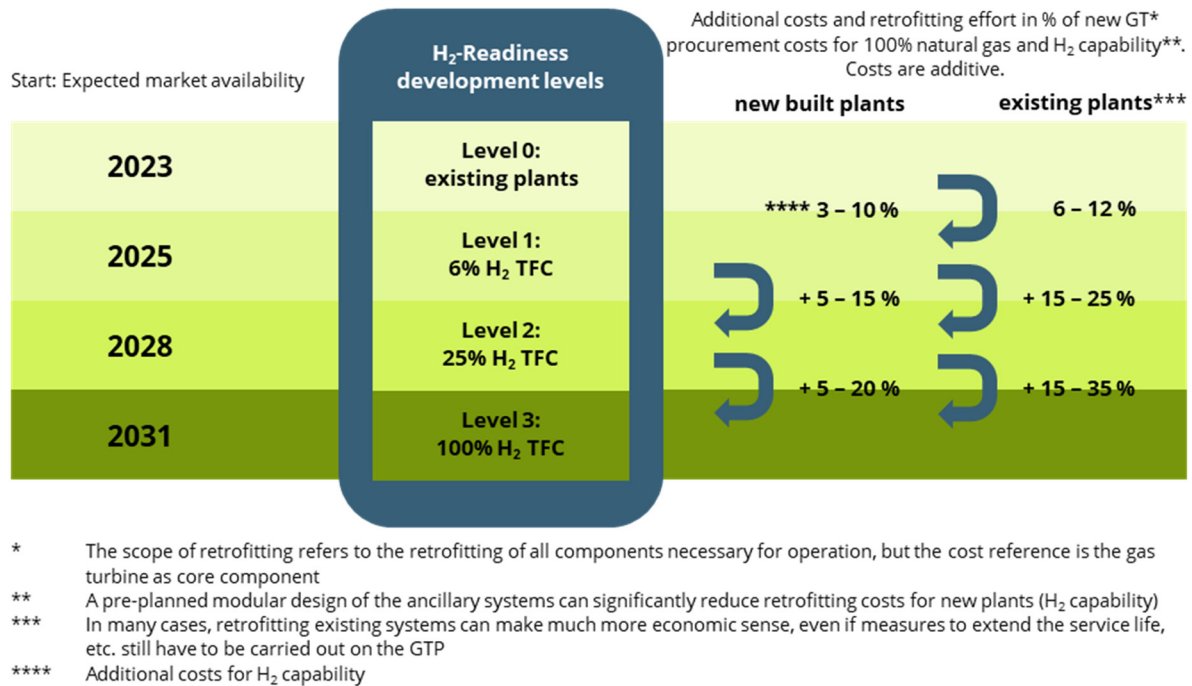 Start: Expected market availability
H₂-Readiness
development levels
Additional costs and retrofitting effort in % of new GT*
procurement costs for 100% natural gas and H₂ capability**.
Costs are additive.
new built plants
existing plants***
2023
Level 0:
existing plants
**** 3 – 10 %
6 – 12 %
2025
Level 1:
6% H₂ TFC
+ 5 – 15 %
+ 15 – 25 %
2028
Level 2:
25% H₂ TFC
+ 5 – 20 %
+ 15 – 35 %
2031
Level 3:
100% H₂ TFC
* The scope of retrofitting refers to the retrofitting of all components necessary for operation, but the cost reference is the gas
turbine as core component
** A pre-planned modular design of the ancillary systems can significantly reduce retrofitting costs for new plants (H₂ capability)
*** In many cases, retrofitting existing systems can make much more economic sense, even if measures to extend the service life,
etc. still have to be carried out on the GTP
**** Additional costs for H₂ capability